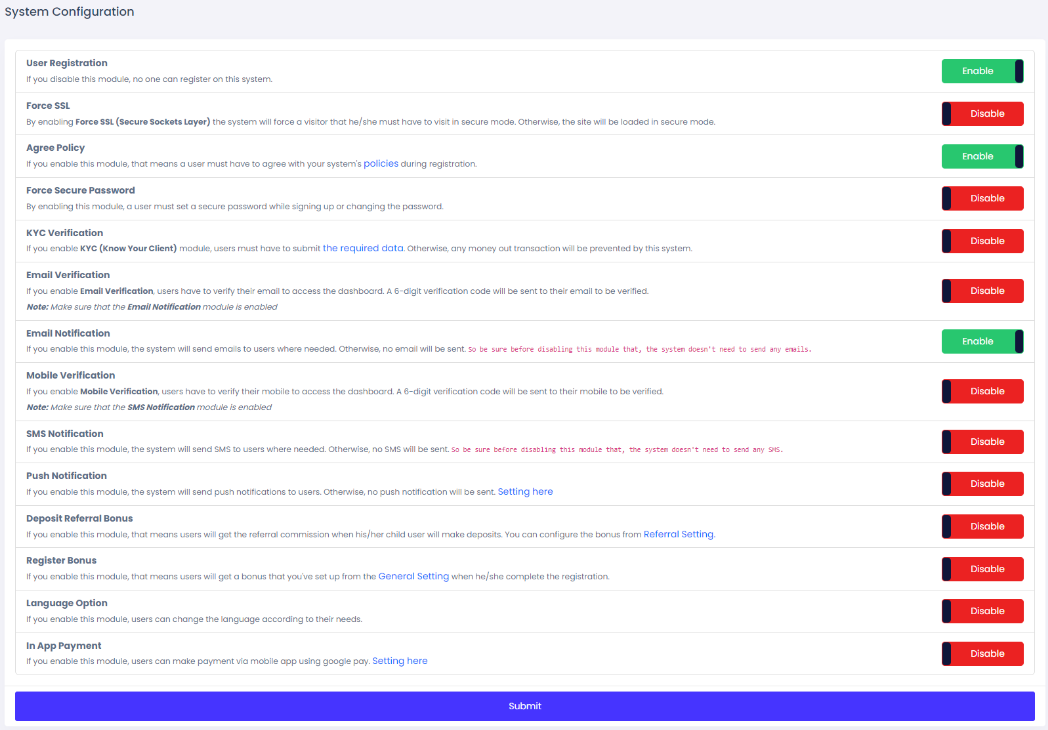 System Configuration
User Registration
If you disable this module, no one can register on this system.
Enable
Force SSL
By enabling Force SSL (Secure Sockets Layer) the system will force a visitor that he/she must have to visit in secure mode. Otherwise, the site will be loaded in secure mode.
Disable
Agree Policy
If you enable this module, that means a user must have to agree with your system's policies during registration.
Enable
Force Secure Password
By enabling this module, a user must set a secure password while signing up or changing the password.
Disable
KYC Verification
If you enable KYC (Know Your Client) module, users must have to submit the required data. Otherwise, any money out transaction will be prevented by this system.
Disable
Email Verification
If you enable Email Verification, users have to verify their email to access the dashboard. A 6-digit verification code will be sent to their email to be verified.
Note: Make sure that the Email Notification module is enabled
Disable
Email Notification
If you enable this module, the system will send emails to users where needed. Otherwise, no email will be sent. So be sure before disabling this module that, the system doesn't need to send any emails.
Enable
Mobile Verification
If you enable Mobile Verification, users have to verify their mobile to access the dashboard. A 6-digit verification code will be sent to their mobile to be verified.
Note: Make sure that the SMS Notification module is enabled
Disable
SMS Notification
If you enable this module, the system will send SMS to users where needed. Otherwise, no SMS will be sent. So be sure before disabling this module that, the system doesn't need to send any SMS.
Disable
Push Notification
If you enable this module, the system will send push notifications to users. Otherwise, no push notification will be sent. Setting here
Disable
Deposit Referral Bonus
If you enable this module, that means users will get the referral commission when his/her child user will make deposits. You can configure the bonus from Referral Setting.
Disable
Register Bonus
If you enable this module, that means users will get a bonus that you've set up from the General Setting when he/she complete the registration.
Disable
Language Option
If you enable this module, users can change the language according to their needs.
Disable
In App Payment
If you enable this module, users can make payment via mobile app using google pay. Setting here
Disable
Submit